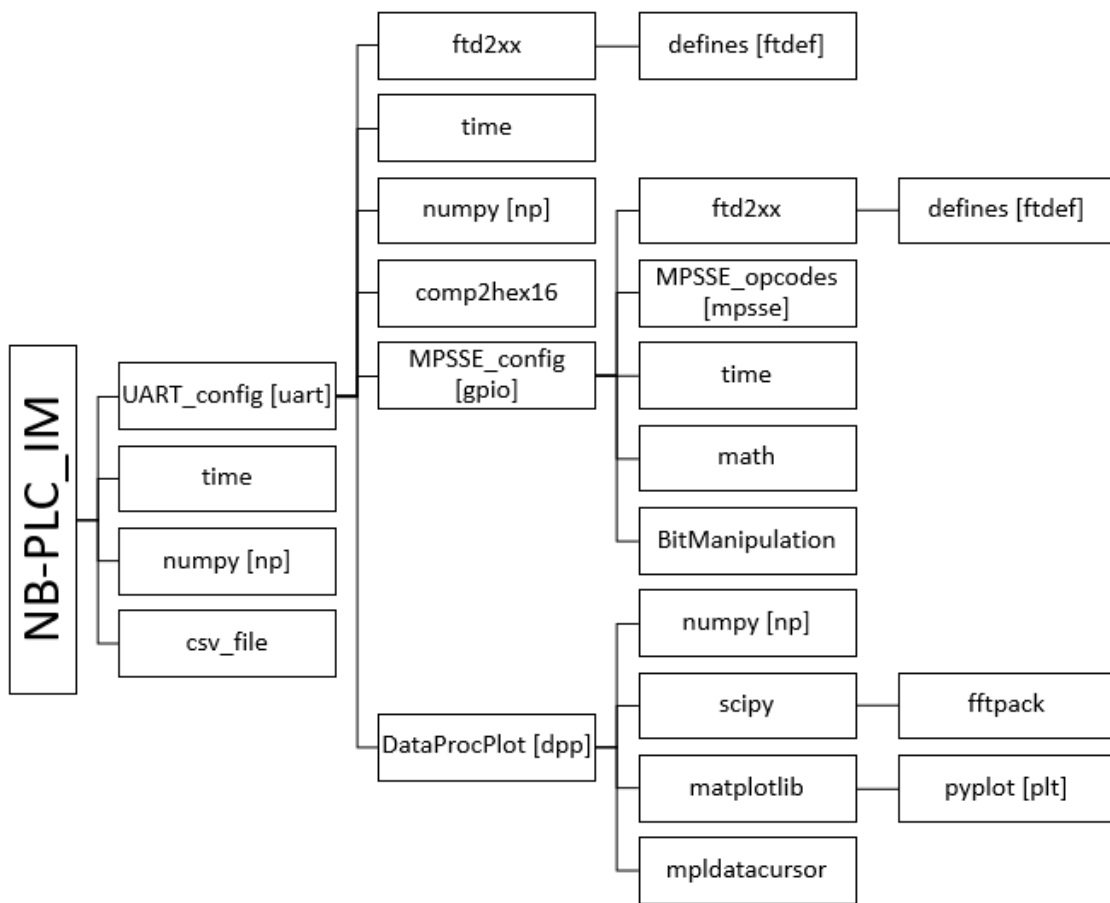 ftd2xx
defines [ftdef]
time
numpy [np]
ftd2xx
defines [ftdef]
comp2hex16
MPSSE_opcodes
[mpsse]
MPSSE_config
[gpio]
time
NB-PLC_IM
UART_config [uart]
time
math
numpy [np]
BitManipulation
csv_file
numpy [np]
scipy
fftpack
DataProcPlot [dpp]
matplotlib
pyplot [plt]
mpldatacursor